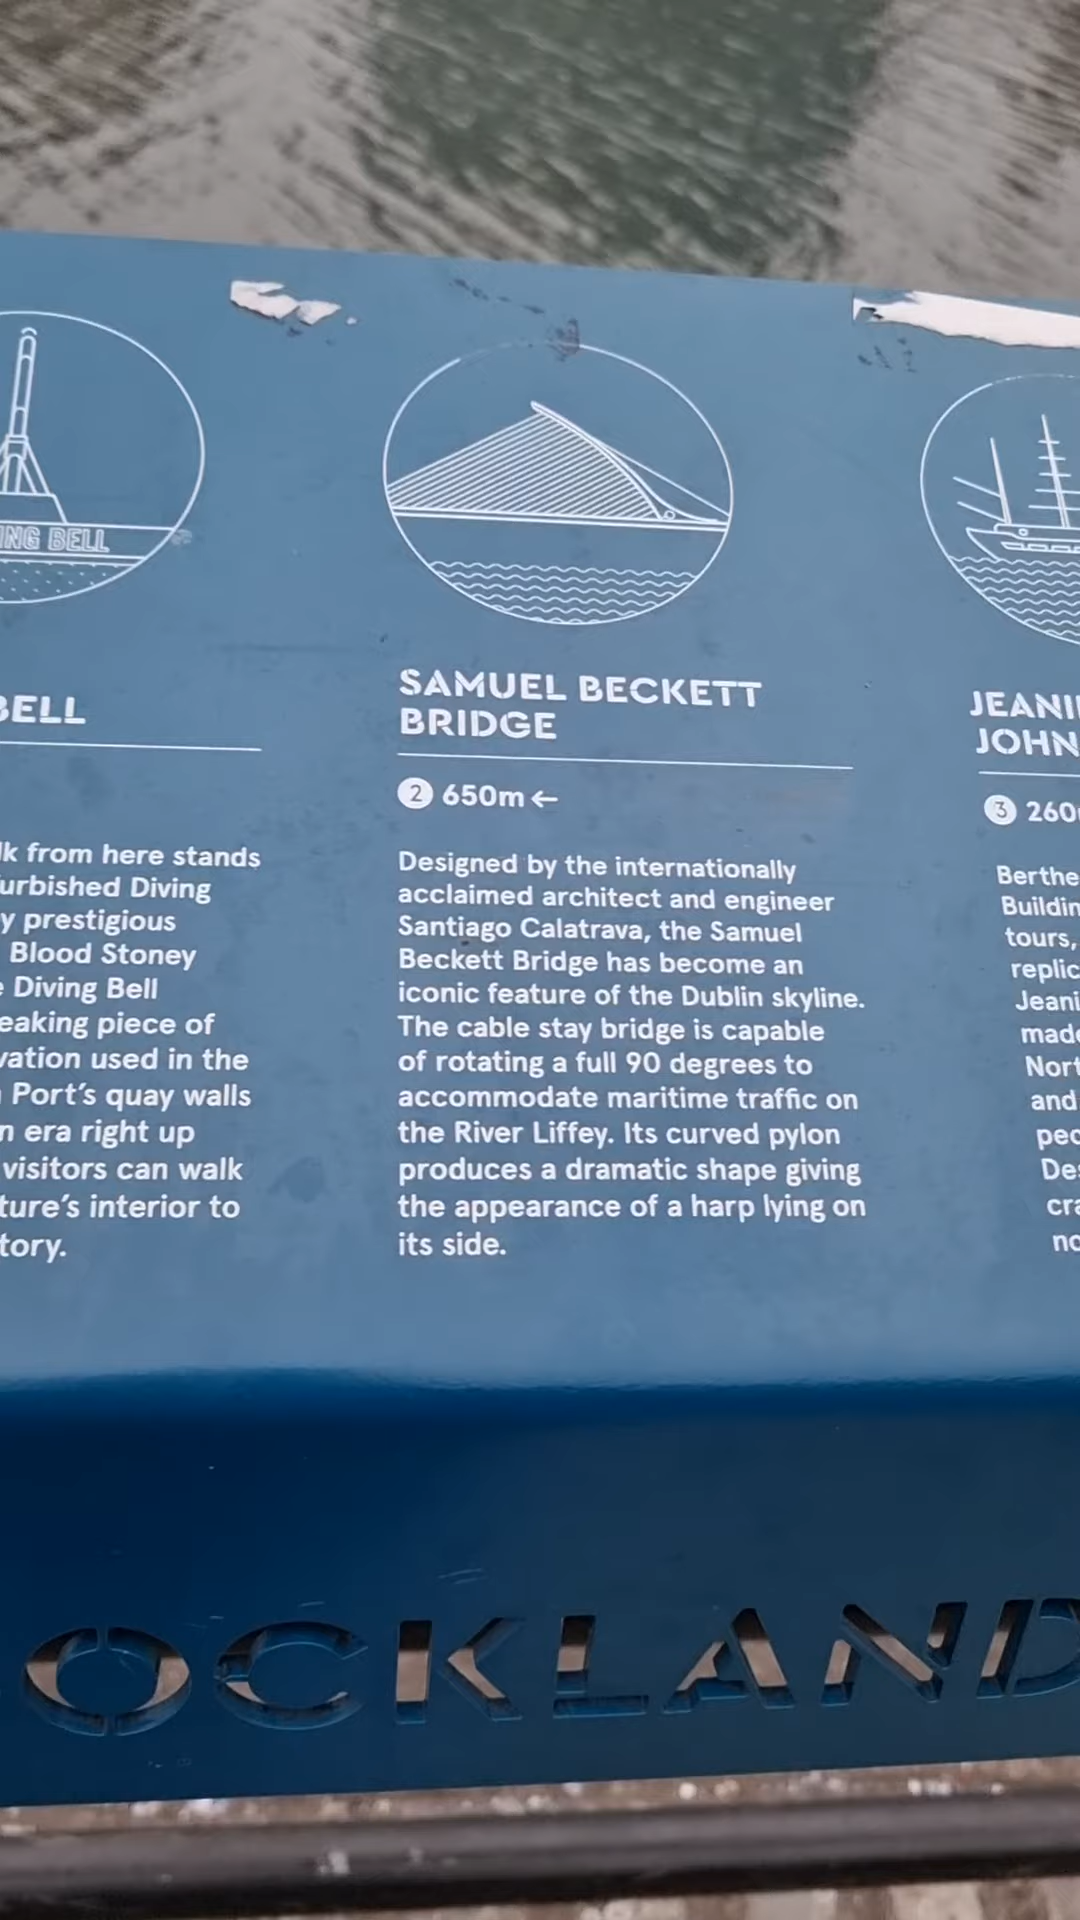 ING BELL
BELL
k from here stands
urbished Diving
y prestigious
Blood Stoney
Diving Bell
eaking piece of
vation used in the
Port's quay walls
n era right up
visitors can walk
ture's interior to
tory.
SAMUEL BECKETT
BRIDGE
2 650m ←
Designed by the internationally
acclaimed architect and engineer
Santiago Calatrava, the Samuel
Beckett Bridge has become an
iconic feature of the Dublin skyline.
The cable stay bridge is capable
of rotating a full 90 degrees to
accommodate maritime traffic on
the River Liffey. Its curved pylon
produces a dramatic shape giving
the appearance of a harp lying on
its side.
JEANI
JOHN
3 260
Berthe
Buildin
tours,
replic
Jeani
made
Nort
and
peo
Des
cra
no
OCKLAND